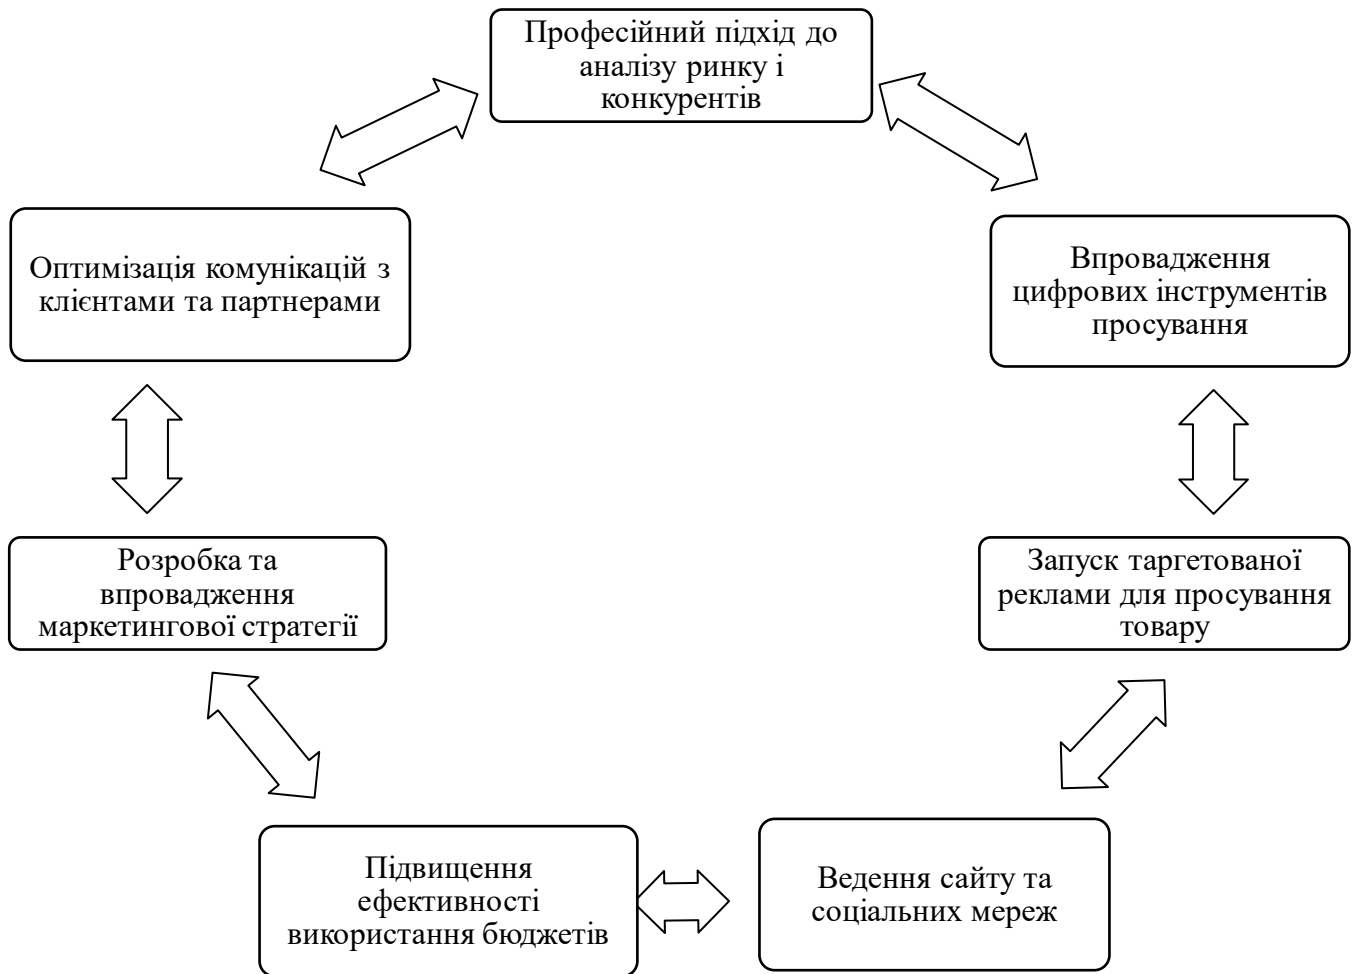 Професійний підхід до
аналізу ринку і
конкурентів
Оптимізація комунікацій з
клієнтами та партнерами
Впровадження
цифрових інструментів
просування
Розробка та
впровадження
маркетингової стратегії
Запуск таргетованої
реклами для просування
товару
Підвищення
ефективності
використання бюджетів
Ведення сайту та
соціальних мереж